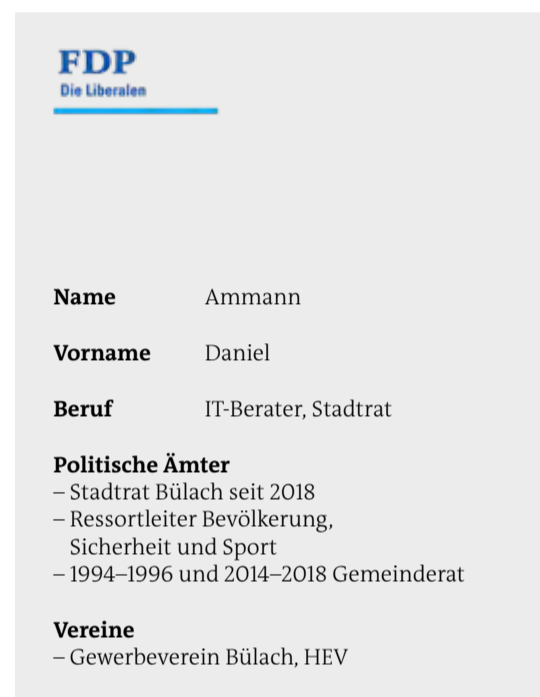 FDP
Die Liberalen
Name Ammann
Vorname Daniel
Beruf IT-Berater, Stadtrat
Politische Ämter
– Stadtrat Bülach seit 2018
– Ressortleiter Bevölkerung,
Sicherheit und Sport
– 1994–1996 und 2014–2018 Gemeinderat
Vereine
– Gewerbeverein Bülach, HEV